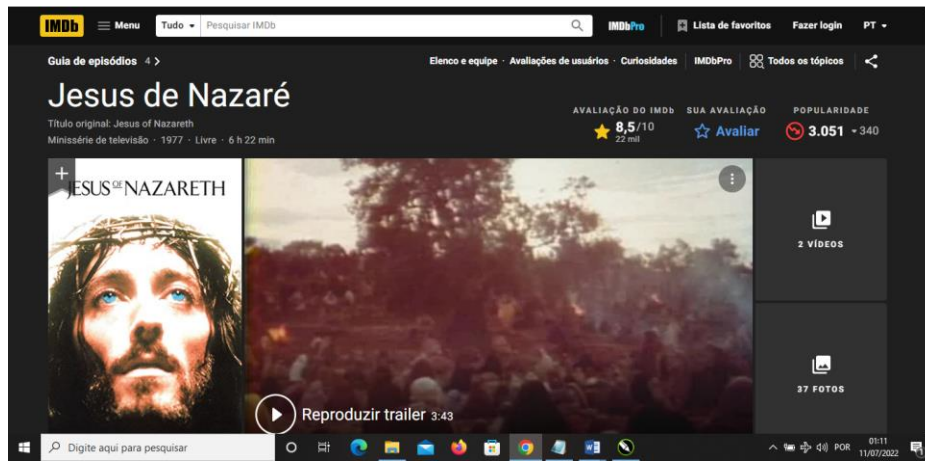 IMDb Menu Tudo Pesquisar IMDb IMDbPro Lista de favoritos Fazer login PT
Guia de episódios 4 Elenco e equipe · Avaliações de usuários · Curiosidades IMDbPro Todos os tópicos
Jesus de Nazaré
Título original: Jesus of Nazareth
Minissérie de televisão · 1977 · Livre · 6 h 22 min
AVALIAÇÃO DO IMDb SUA AVALIAÇÃO POPULARIDADE
8,5/10 Avaliar 3.051 340
22 mil
JESUS OF NAZARETH
2 VÍDEOS
37 FOTOS
Reproduzir trailer 3:43
Digite aqui para pesquisar POR 01:11
11/07/2022